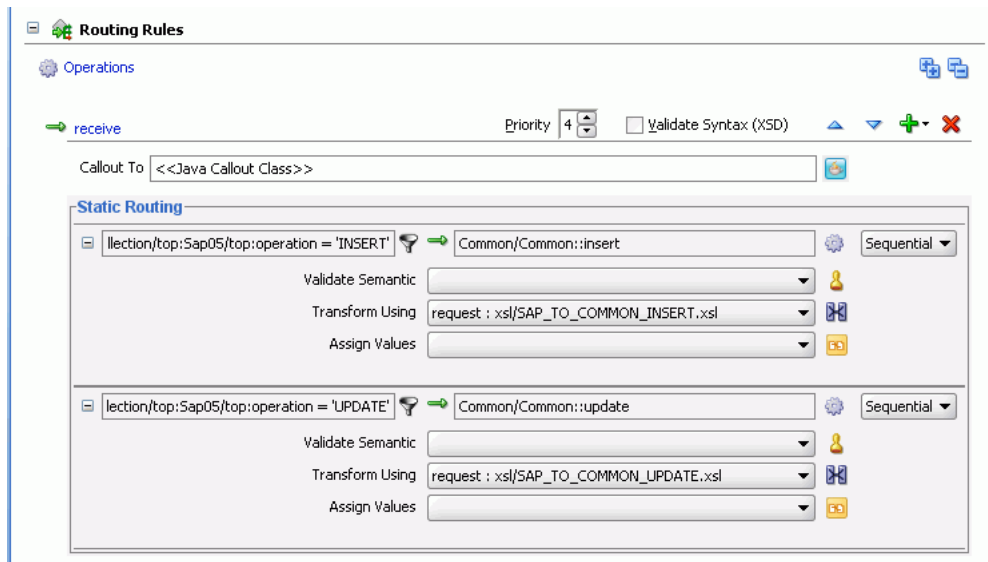 Routing Rules
Operations
receive Priority 4 Validate Syntax (XSD)
Callout To <<Java Callout Class>>
Static Routing
llection/top:Sap05/top:operation = 'INSERT' Common/Common::insert Sequential
Validate Semantic
Transform Using request : xsl/SAP_TO_COMMON_INSERT.xsl
Assign Values
lection/top:Sap05/top:operation = 'UPDATE' Common/Common::update Sequential
Validate Semantic
Transform Using request : xsl/SAP_TO_COMMON_UPDATE.xsl
Assign Values